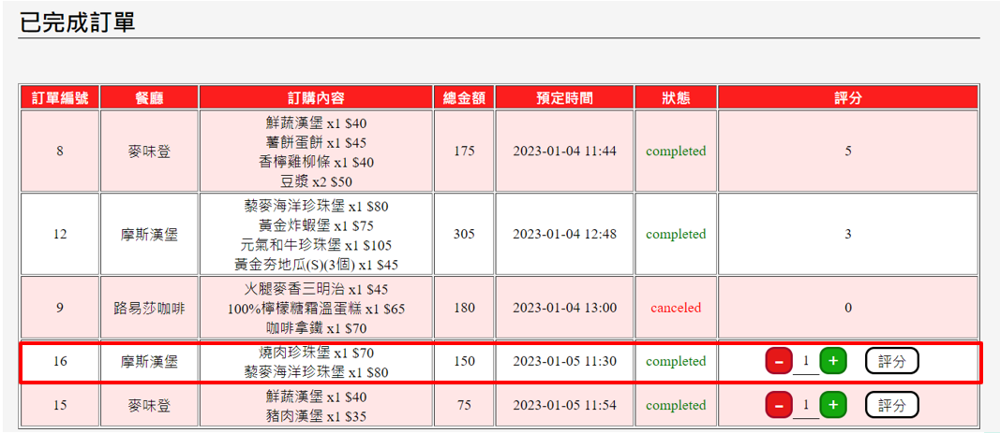 已完成訂單
訂單編號 餐廳 訂購內容 總金額 預定時間 狀態 評分
8 麥味登 鮮蔬漢堡 x1 $40
薯餅蛋餅 x1 $45
香檸雞柳條 x1 $40
豆漿 x2 $50 175 2023-01-04 11:44 completed 5
12 摩斯漢堡 藜麥海洋珍珠堡 x1 $80
黃金炸蝦堡 x1 $75
元氣和牛珍珠堡 x1 $105
黃金夯地瓜(S)(3個) x1 $45 305 2023-01-04 12:48 completed 3
9 路易莎咖啡 火腿麥香三明治 x1 $45
100%檸檬糖霜溫蛋糕 x1 $65
咖啡拿鐵 x1 $70 180 2023-01-04 13:00 canceled 0
16 摩斯漢堡 燒肉珍珠堡 x1 $70
藜麥海洋珍珠堡 x1 $80 150 2023-01-05 11:30 completed - 1 + 評分
15 麥味登 鮮蔬漢堡 x1 $40
豬肉漢堡 x1 $35 75 2023-01-05 11:54 completed - 1 + 評分